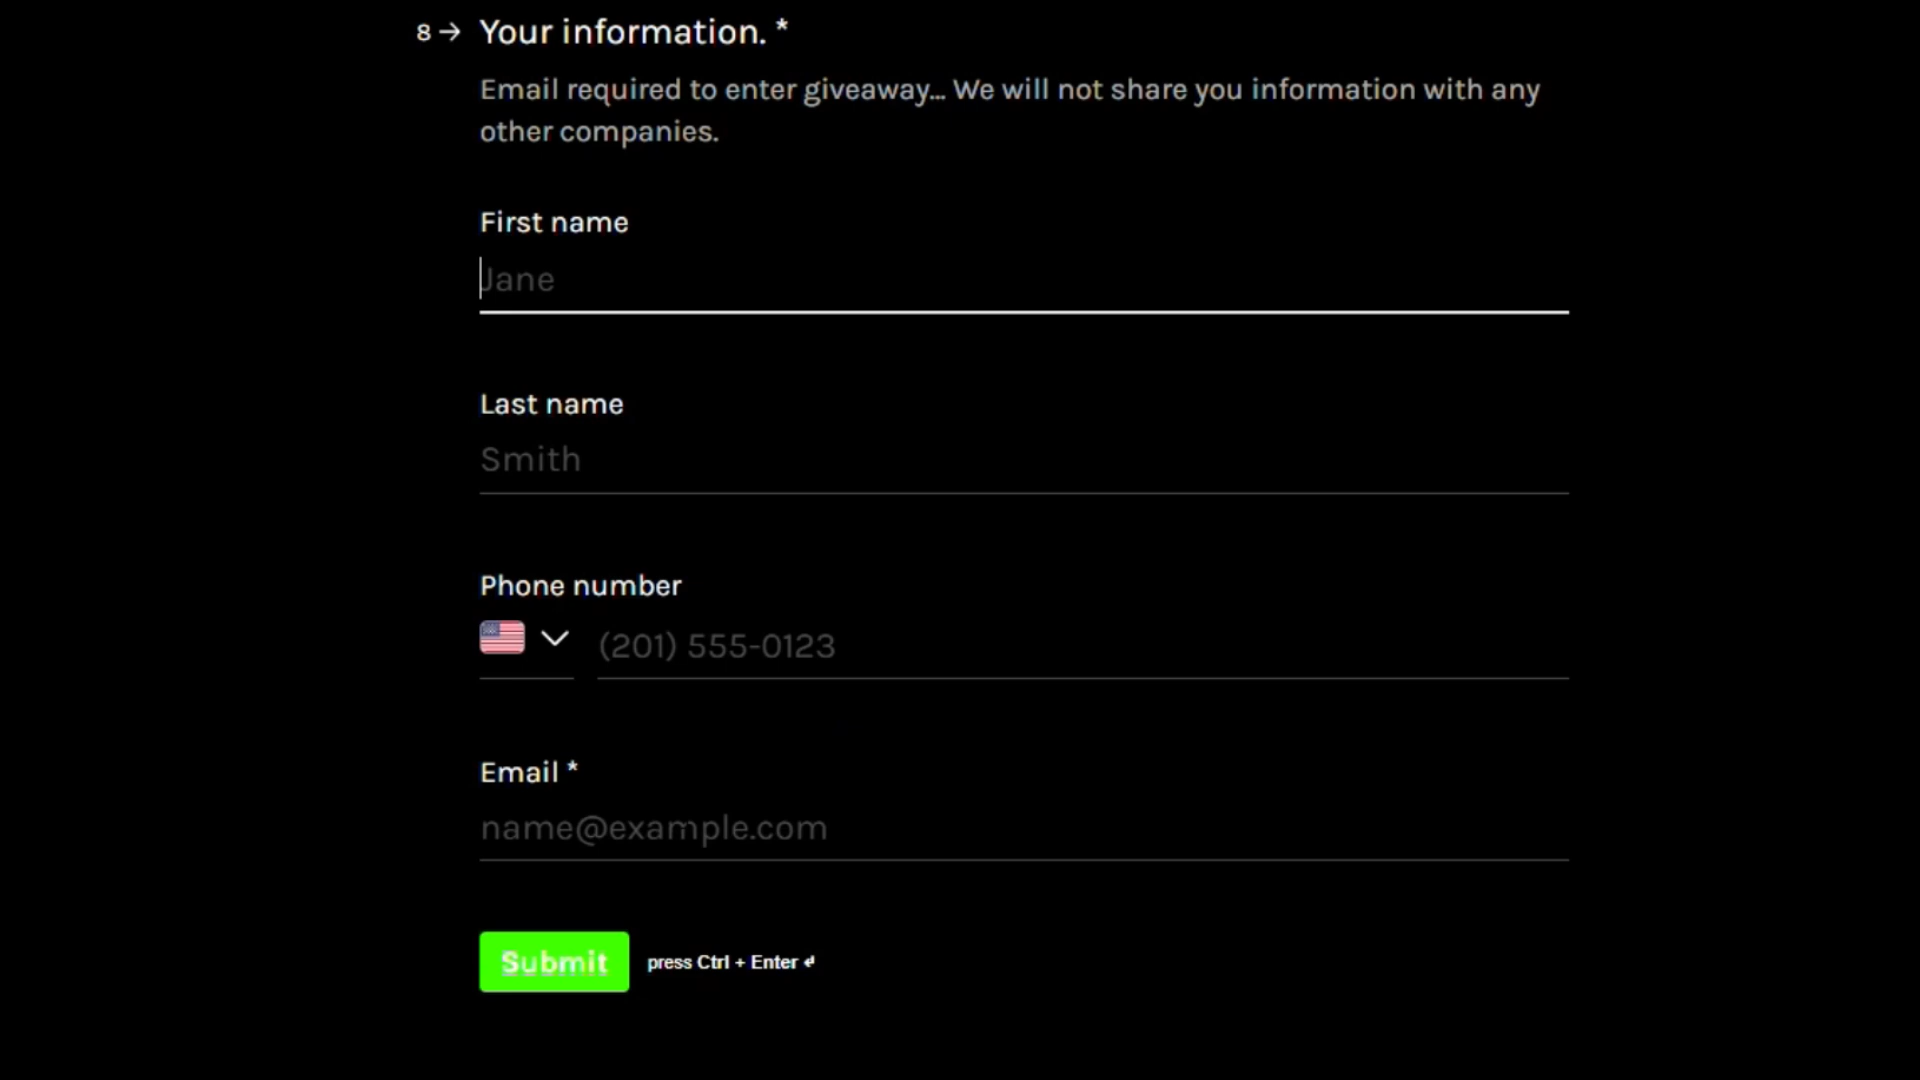 8→ Your information. *
Email required to enter giveaway... We will not share you information with any
other companies.
First name
Jane
Last name
Smith
Phone number
(201) 555-0123
Email *
name@example.com
Submit press Ctrl + Enter ↵